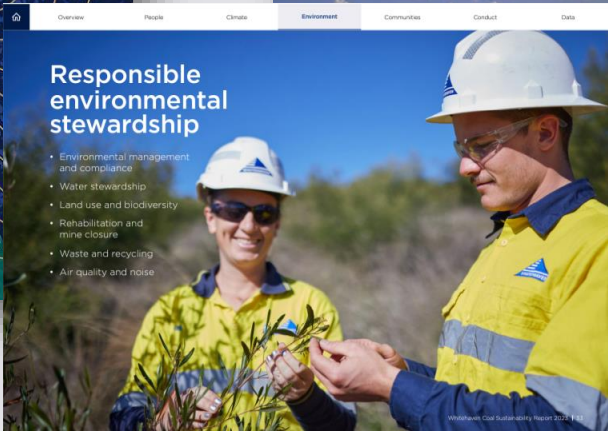 Overview
People
Climate
Environment
Communities
Conduct
Data
Responsible
environmental
stewardship
• Environmental management
and compliance
• Water stewardship
• Land use and biodiversity
• Rehabilitation and
mine closure
• Waste and recycling
• Air quality and noise
Whitehaven Coal Sustainability Report 2023